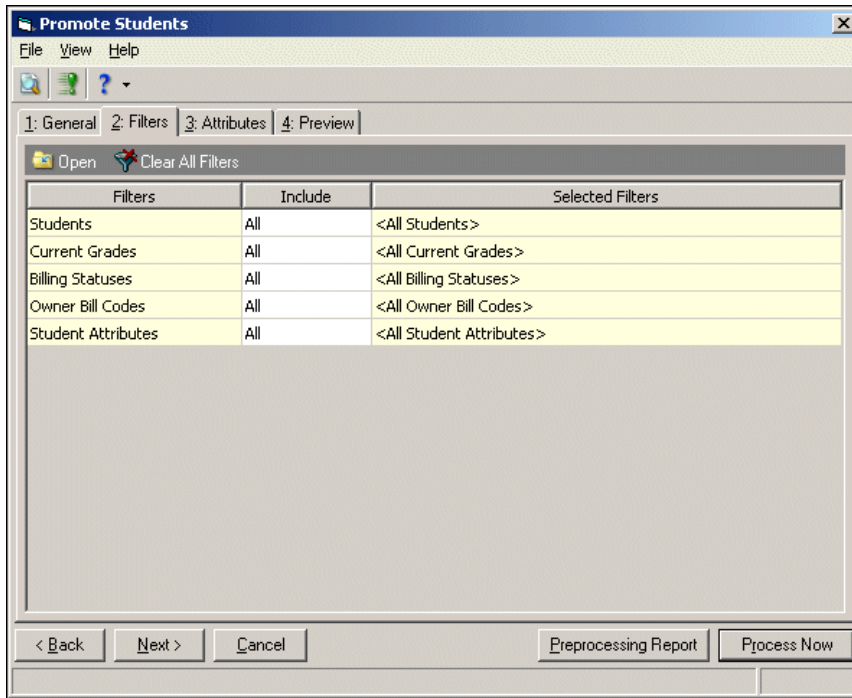 Promote Students
File View Help
1: General 2: Filters 3: Attributes 4: Preview
Open Clear All Filters
Filters Include Selected Filters
Students All <All Students>
Current Grades All <All Current Grades>
Billing Statuses All <All Billing Statuses>
Owner Bill Codes All <All Owner Bill Codes>
Student Attributes All <All Student Attributes>
< Back Next > Cancel Preprocessing Report Process Now